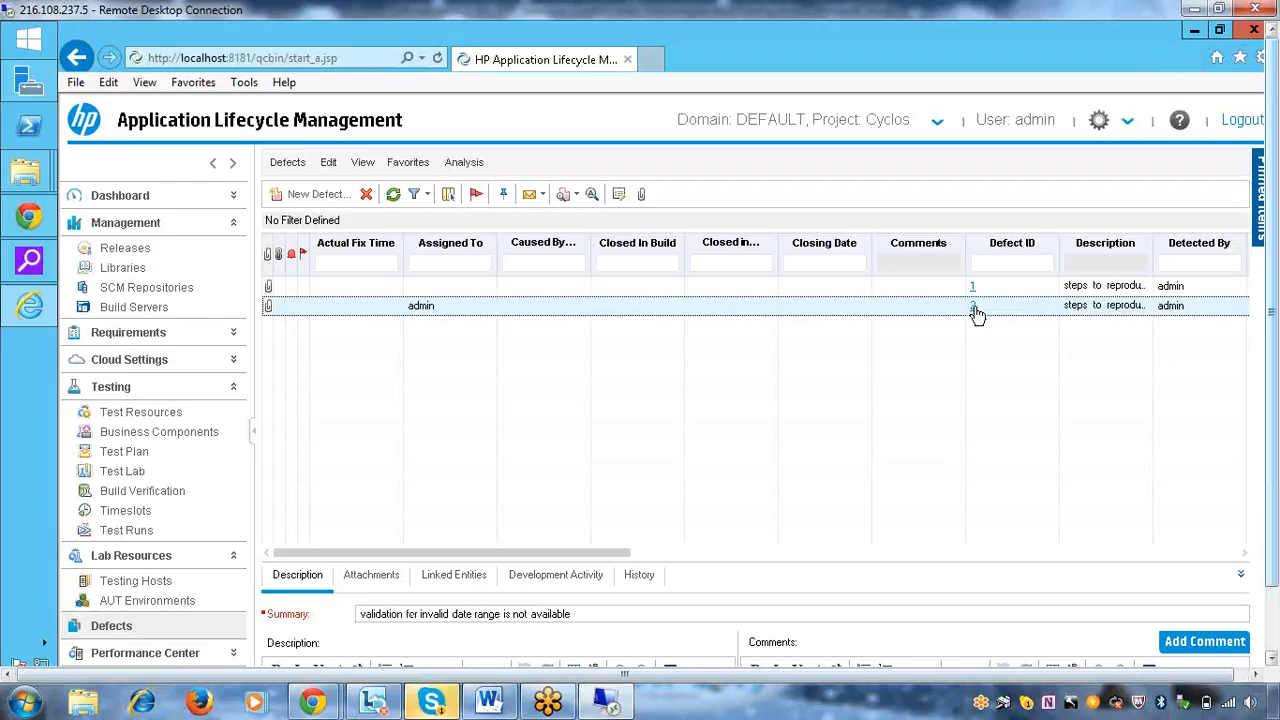 216.108.237.5 - Remote Desktop Connection
http://localhost:8181/qcbin/start_a.jsp
HP Application Lifecycle M...
File Edit View Favorites Tools Help
hp Application Lifecycle Management
Domain: DEFAULT, Project: Cyclos
User: admin
Logout
Pinned Items
Dashboard
Management
Releases
Libraries
SCM Repositories
Build Servers
Requirements
Cloud Settings
Testing
Test Resources
Business Components
Test Plan
Test Lab
Build Verification
Timeslots
Test Runs
Lab Resources
Testing Hosts
AUT Environments
Defects
Performance Center
Defects Edit View Favorites Analysis
New Defect...
No Filter Defined
Actual Fix Time Assigned To Caused By... Closed In Build Closed in... Closing Date Comments Defect ID Description Detected By
1 steps to reprodu.. admin
admin steps to reprodu.. admin
Description Attachments Linked Entities Development Activity History
*Summary: validation for invalid date range is not available
Description:
Comments:
Add Comment